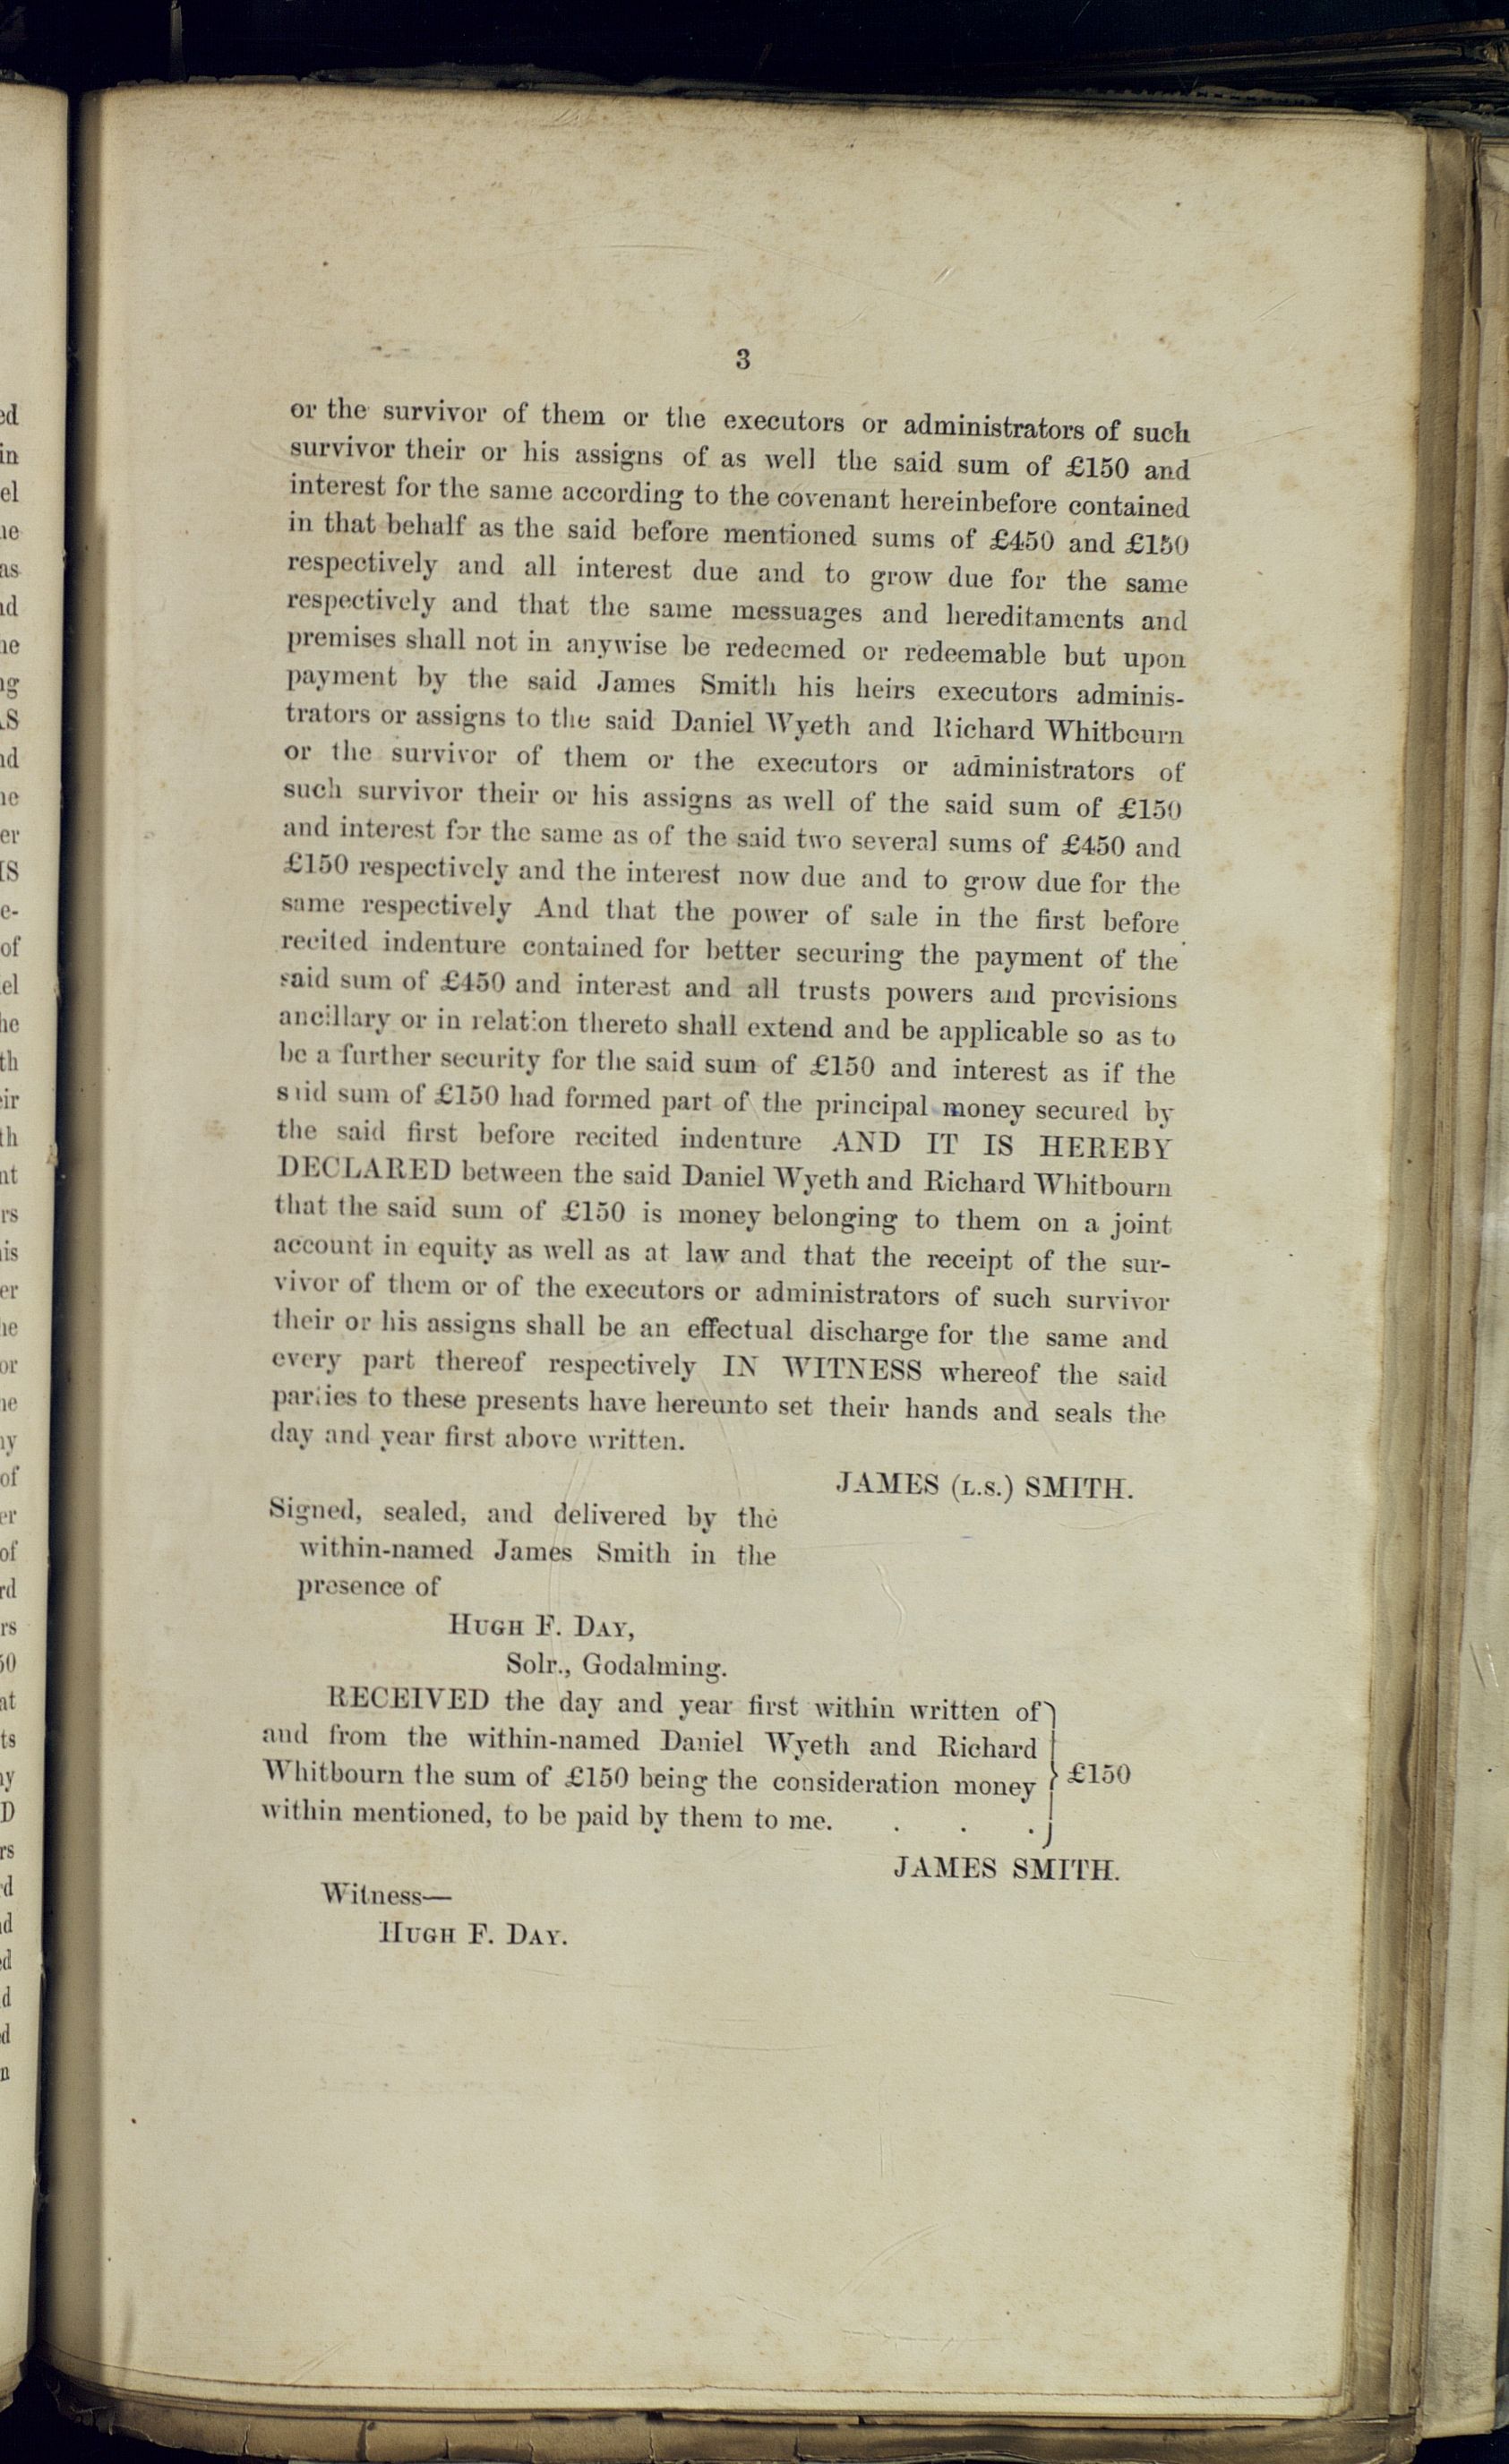 3
or the survivor of them or the executors or administrators of such
survivor their or his assigns of as well the said sum of £150 and
interest for the same according to the covenant hereinbefore contained
in that behalf as the said before mentioned sums of £450 and £150
respectively and all interest due and to grow due for the same
respectively and that the same messuages and hereditaments and
premises shall not in anywise be redeemed or redeemable but upon
payment by the said James Smith his heirs executors adminis-
trators or assigns to the said Daniel Wyeth and Richard Whitbourn
or the survivor of them or the executors or administrators of
such survivor their or his assigns as well of the said sum of £150
and interest for the same as of the said two several sums of £450 and
£150 respectively and the interest now due and to grow due for the
same respectively And that the power of sale in the first before
recited indenture contained for better securing the payment of the
said sum of £450 and interest and all trusts powers and provisions
ancillary or in relation thereto shall extend and be applicable so as to
be a further security for the said sum of £150 and interest as if the
said sum of £150 had formed part of the principal money secured by
the said first before recited indenture AND IT IS HEREBY
DECLARED between the said Daniel Wyeth and Richard Whitbourn
that the said sum of £150 is money belonging to them on a joint
account in equity as well as at law and that the receipt of the sur-
vivor of them or of the executors or administrators of such survivor
their or his assigns shall be an effectual discharge for the same and
every part thereof respectively IN WITNESS whereof the said
parties to these presents have hereunto set their hands and seals the
day and year first above written.
JAMES (L.S.) SMITH.
Signed, sealed, and delivered by the
within-named James Smith in the
presence of
HUGH F. DAY,
Solr., Godalming.
RECEIVED the day and year first within written of
and from the within-named Daniel Wyeth and Richard
Whitbourn the sum of £150 being the consideration money } £150
within mentioned, to be paid by them to me. . . .
JAMES SMITH.
Witness—
HUGH F. DAY.